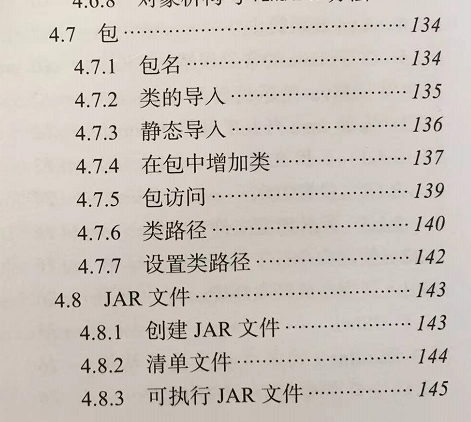 4.6.8 对象析构与
4.7 包 134
4.7.1 包名 134
4.7.2 类的导入 135
4.7.3 静态导入 136
4.7.4 在包中增加类 137
4.7.5 包访问 139
4.7.6 类路径 140
4.7.7 设置类路径 142
4.8 JAR 文件 143
4.8.1 创建 JAR 文件 143
4.8.2 清单文件 144
4.8.3 可执行 JAR 文件 145